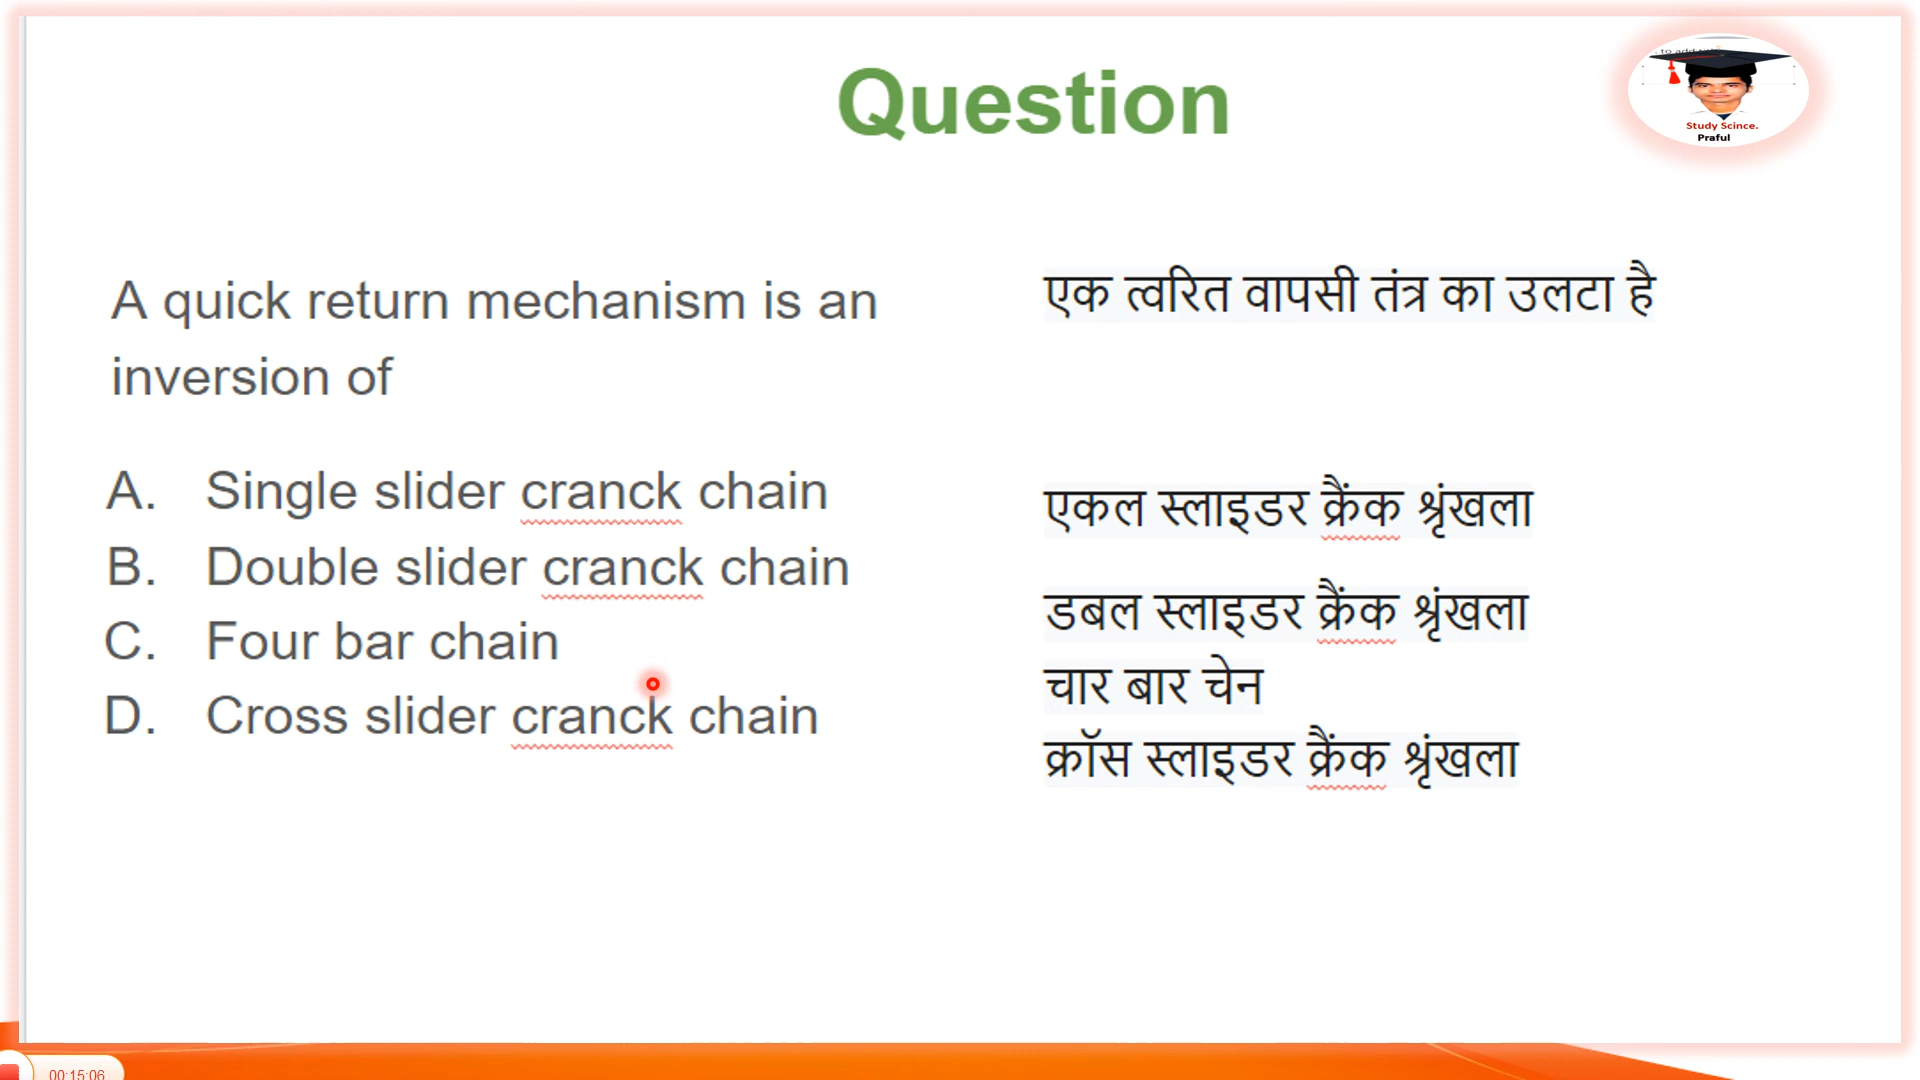 Question
to add
Study Scince.
Praful
A quick return mechanism is an
inversion of
A. Single slider cranck chain
B. Double slider cranck chain
C. Four bar chain
D. Cross slider cranck chain
एक त्वरित वापसी तंत्र का उलटा है
एकल स्लाइडर क्रैंक श्रृंखला
डबल स्लाइडर क्रैंक श्रृंखला
चार बार चेन
क्रॉस स्लाइडर क्रैंक श्रृंखला
00:15:06